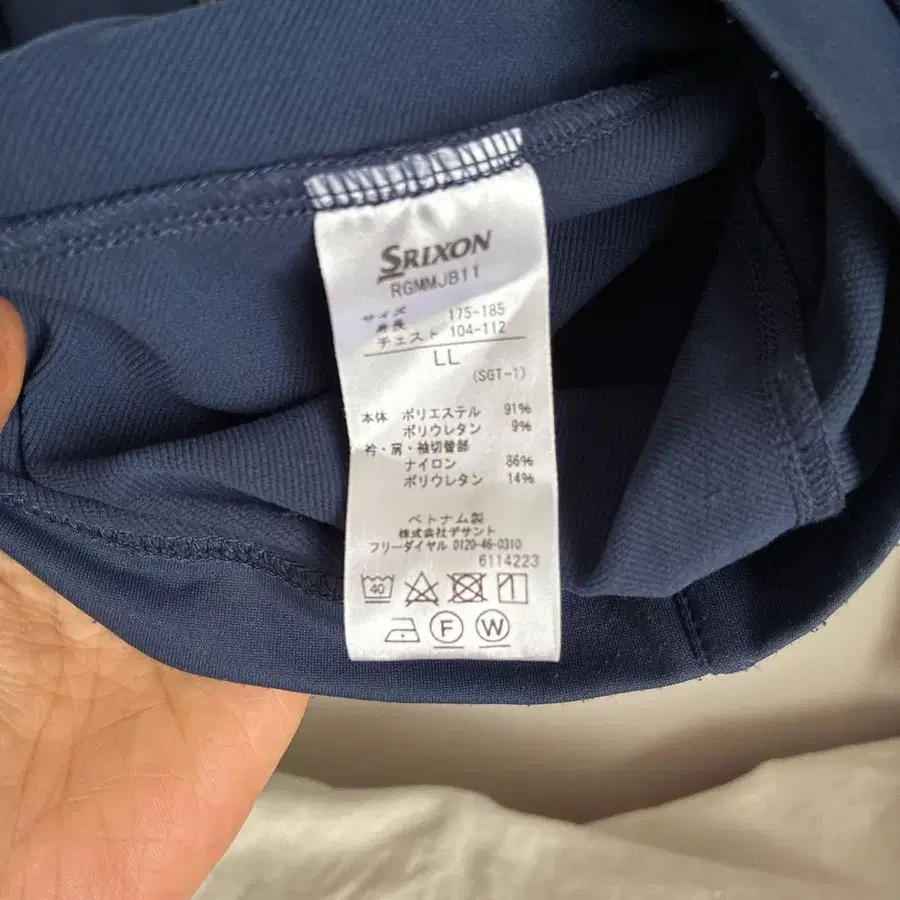 SRIXON
RGMMJB11
サイズ
身長 175-185
チェスト 104-112
LL
(SGT-1)
本体 ポリエステル 91%
ポリウレタン 9%
衿・肩・袖切替部
ナイロン 86%
ポリウレタン 14%
ベトナム製
株式会社デサント
フリーダイヤル 0120-46-0310
6114223
40
F W